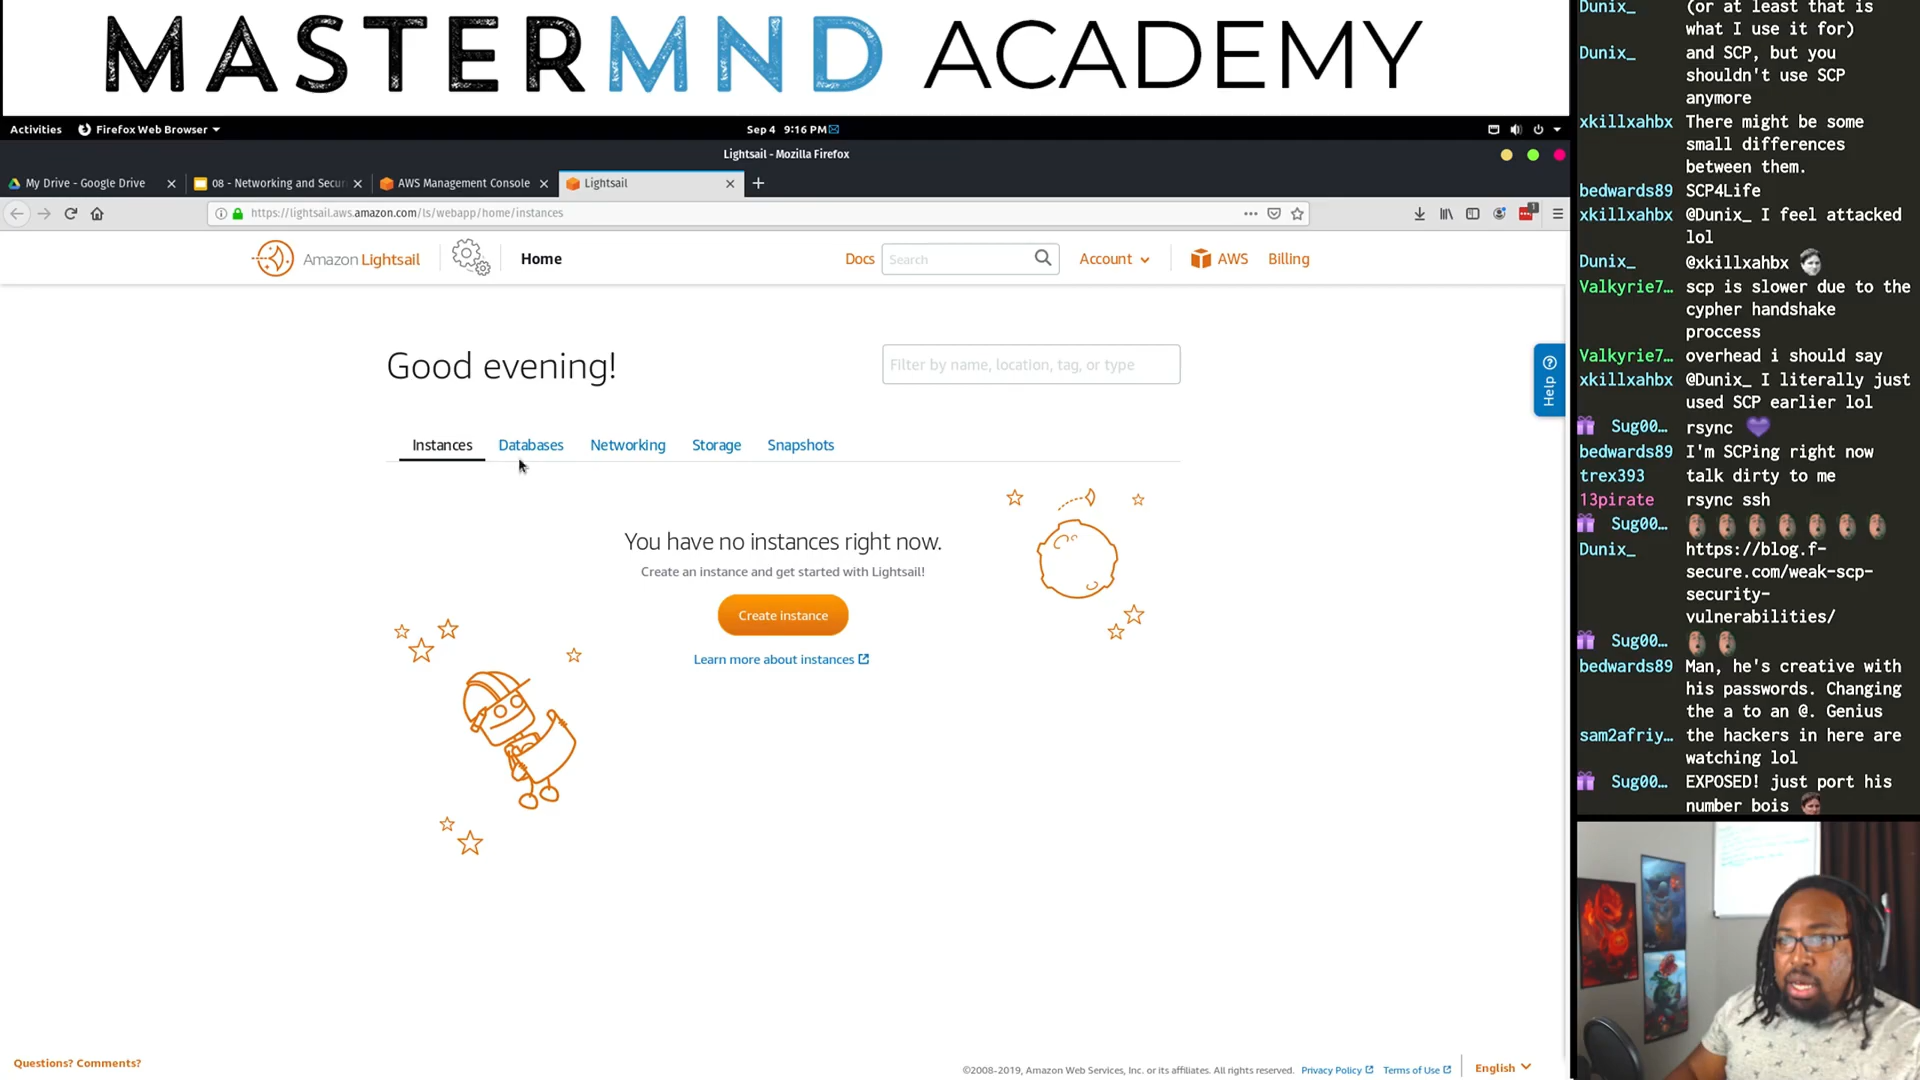 MASTERMND ACADEMY
Activities Firefox Web Browser Sep 4 9:16 PM
Lightsail - Mozilla Firefox
My Drive - Google Drive 08 - Networking and Secur AWS Management Console Lightsail
https://lightsail.aws.amazon.com/ls/webapp/home/instances 1
Amazon Lightsail Home Docs Search Account AWS Billing
Good evening! Filter by name, location, tag, or type
Help
Instances Databases Networking Storage Snapshots
You have no instances right now.
Create an instance and get started with Lightsail!
Create instance
Learn more about instances
Questions? Comments? ©2008-2019, Amazon Web Services, Inc. or its affiliates. All rights reserved. Privacy Policy Terms of Use English
Dunix_ (or at least that is
what I use it for)
Dunix_ and SCP, but you
shouldn't use SCP
anymore
xkillxahbx There might be some
small differences
between them.
bedwards89 SCP4Life
xkillxahbx @Dunix_ I feel attacked
lol
Dunix_ @xkillxahbx
Valkyrie7… scp is slower due to the
cypher handshake
proccess
Valkyrie7… overhead i should say
xkillxahbx @Dunix_ I literally just
used SCP earlier lol
Sug00… rsync
bedwards89 I'm SCPing right now
trex393 talk dirty to me
13pirate rsync ssh
Sug00…
Dunix_ https://blog.f-
secure.com/weak-scp-
security-
vulnerabilities/
Sug00…
bedwards89 Man, he's creative with
his passwords. Changing
the a to an @. Genius
sam2afriy… the hackers in here are
watching lol
Sug00… EXPOSED! just port his
number bois